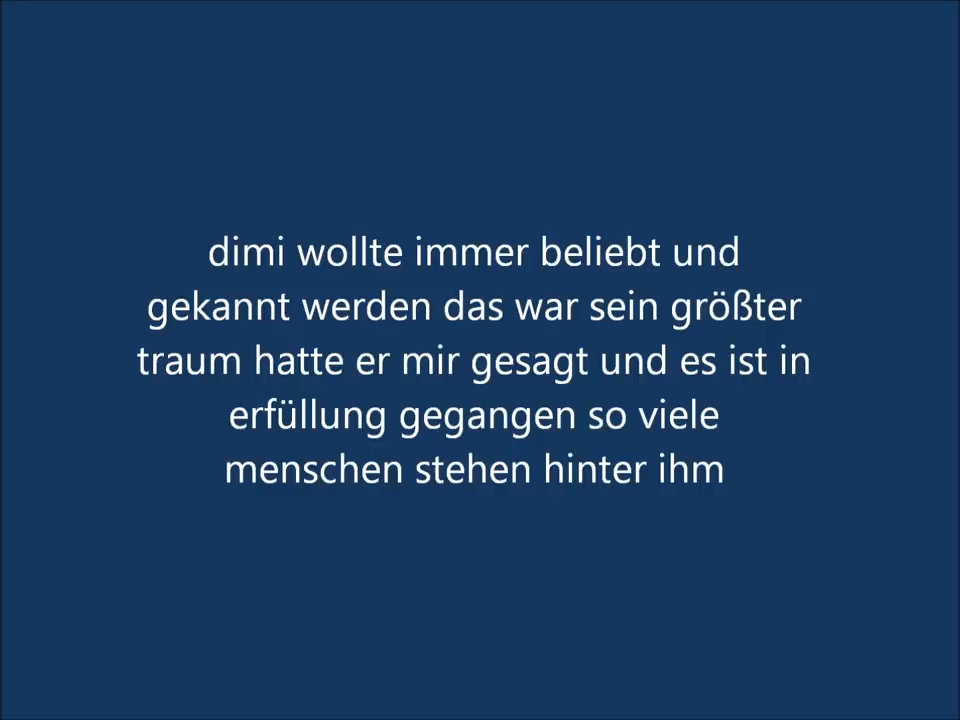 dimi wollte immer beliebt und
gekannt werden das war sein größter
traum hatte er mir gesagt und es ist in
erfüllung gegangen so viele
menschen stehen hinter ihm